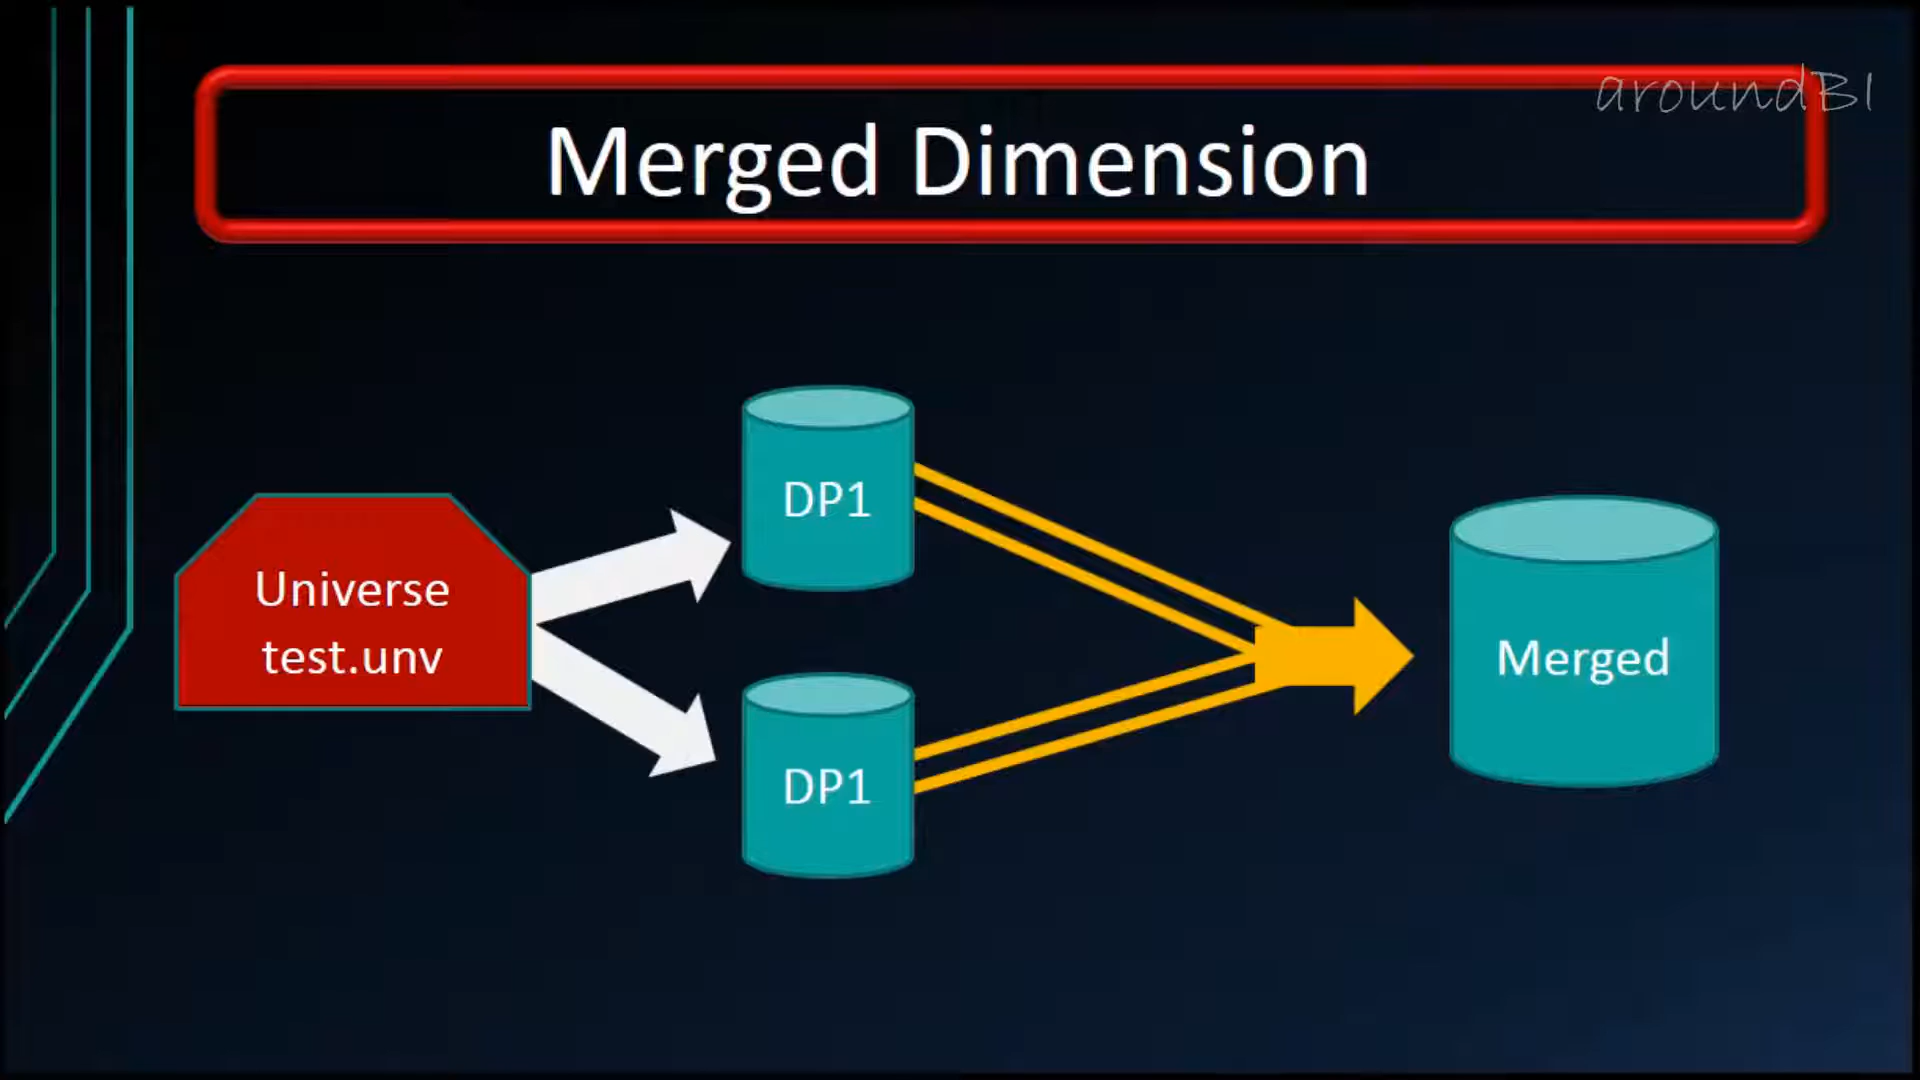 aroundBI
Merged Dimension
DP1
Universe
test.unv
Merged
DP1